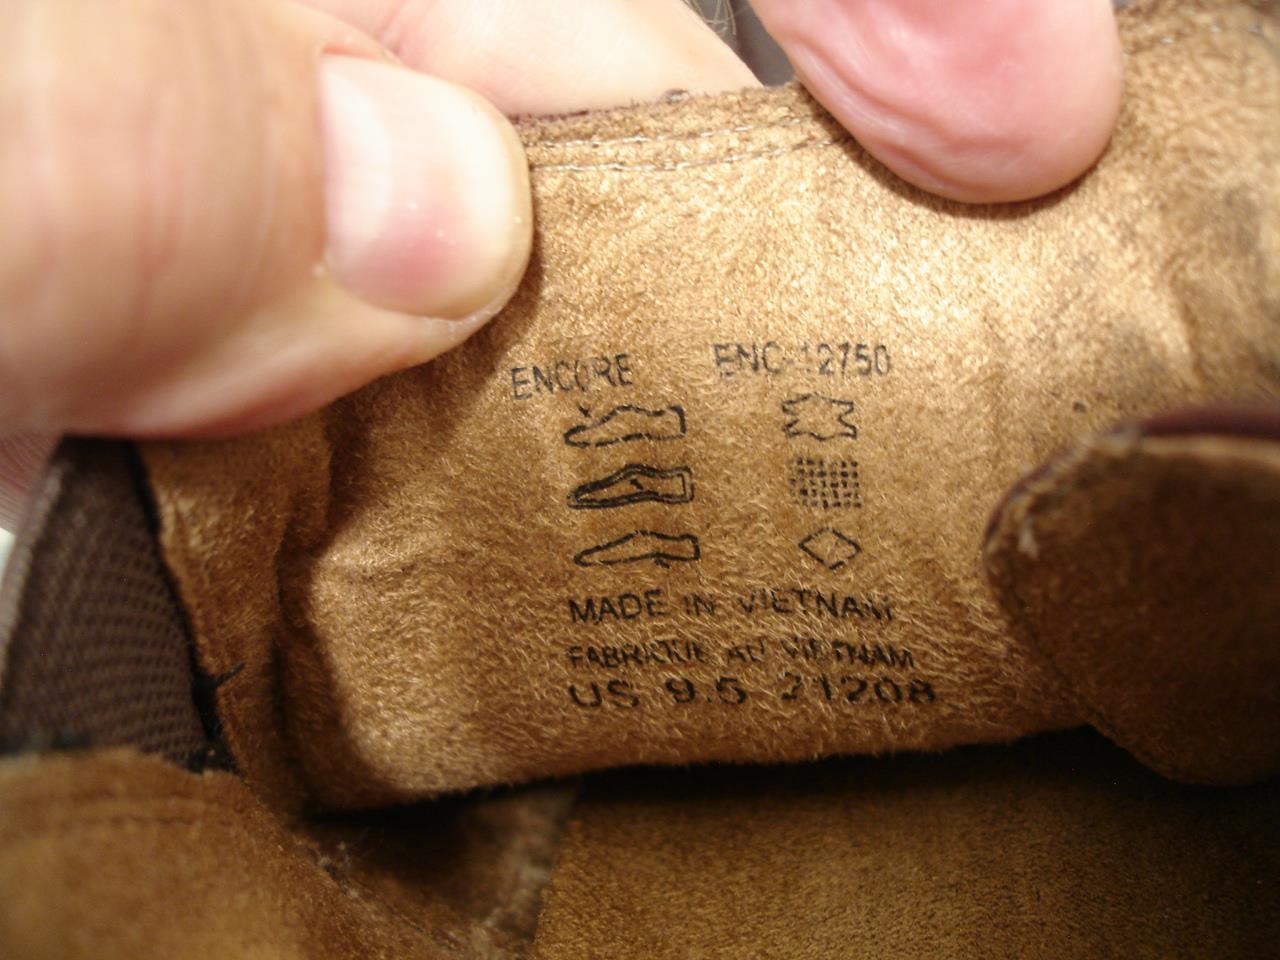 ENCORE ENC-12750
MADE IN VIETNAM
FABRIQUE AU VIETNAM
US 9.5 21208